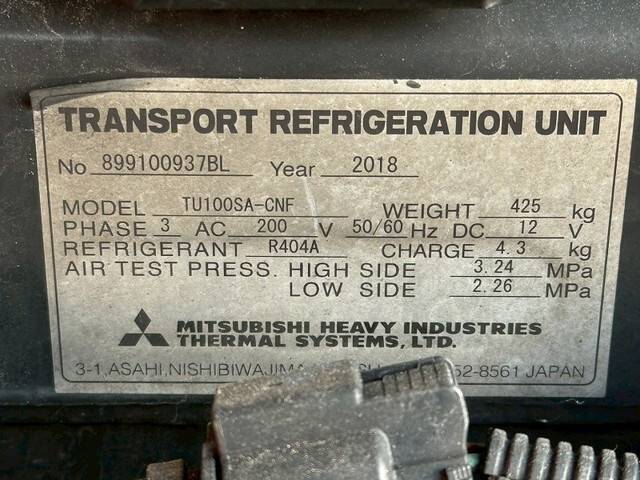 TRANSPORT REFRIGERATION UNIT
No 899100937BL Year 2018
MODEL TU100SA-CNF WEIGHT 425 kg
PHASE 3 AC 200 V 50/60 Hz DC 12 V
REFRIGERANT R404A CHARGE 4.3 kg
AIR TEST PRESS. HIGH SIDE 3.24 MPa
LOW SIDE 2.26 MPa
MITSUBISHI HEAVY INDUSTRIES
THERMAL SYSTEMS, LTD.
3-1, ASAHI, NISHIBIWAJIMA 52-8561 JAPAN